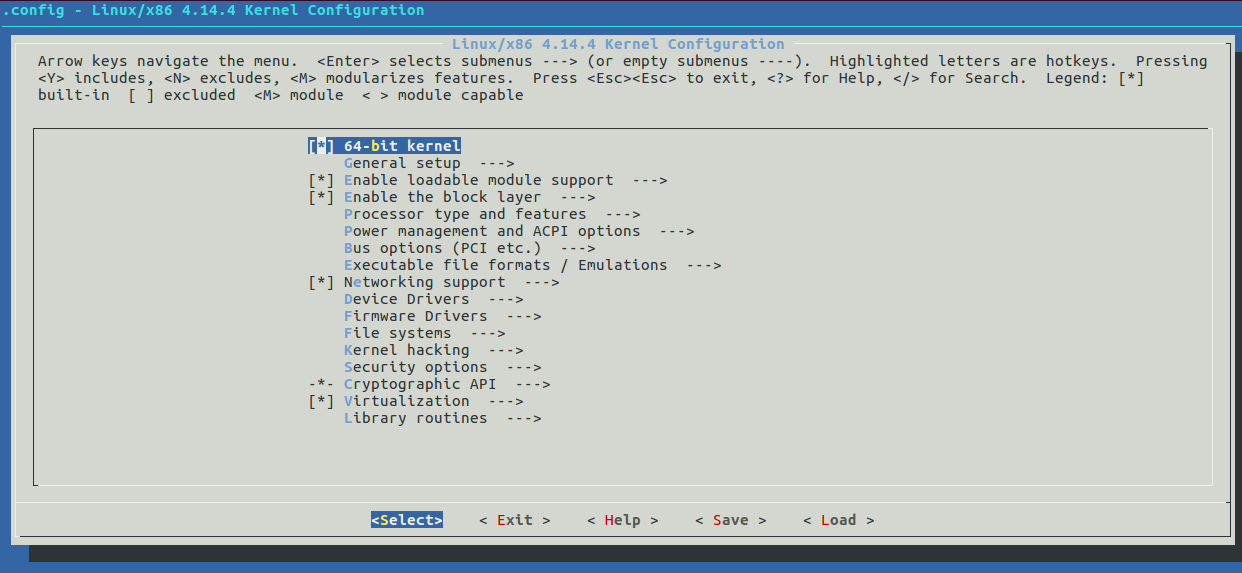 .config - Linux/x86 4.14.4 Kernel Configuration
Linux/x86 4.14.4 Kernel Configuration
Arrow keys navigate the menu.  <Enter> selects submenus ---> (or empty submenus ----).  Highlighted letters are hotkeys.  Pressing
<Y> includes, <N> excludes, <M> modularizes features.  Press <Esc><Esc> to exit, <?> for Help, </> for Search.  Legend: [*]
built-in  [ ] excluded  <M> module  < > module capable
[*] 64-bit kernel
General setup  --->
[*] Enable loadable module support  --->
[*] Enable the block layer  --->
Processor type and features  --->
Power management and ACPI options  --->
Bus options (PCI etc.)  --->
Executable file formats / Emulations  --->
[*] Networking support  --->
Device Drivers  --->
Firmware Drivers  --->
File systems  --->
Kernel hacking  --->
Security options  --->
-*- Cryptographic API  --->
[*] Virtualization  --->
Library routines  --->
<Select>    < Exit >    < Help >    < Save >    < Load >